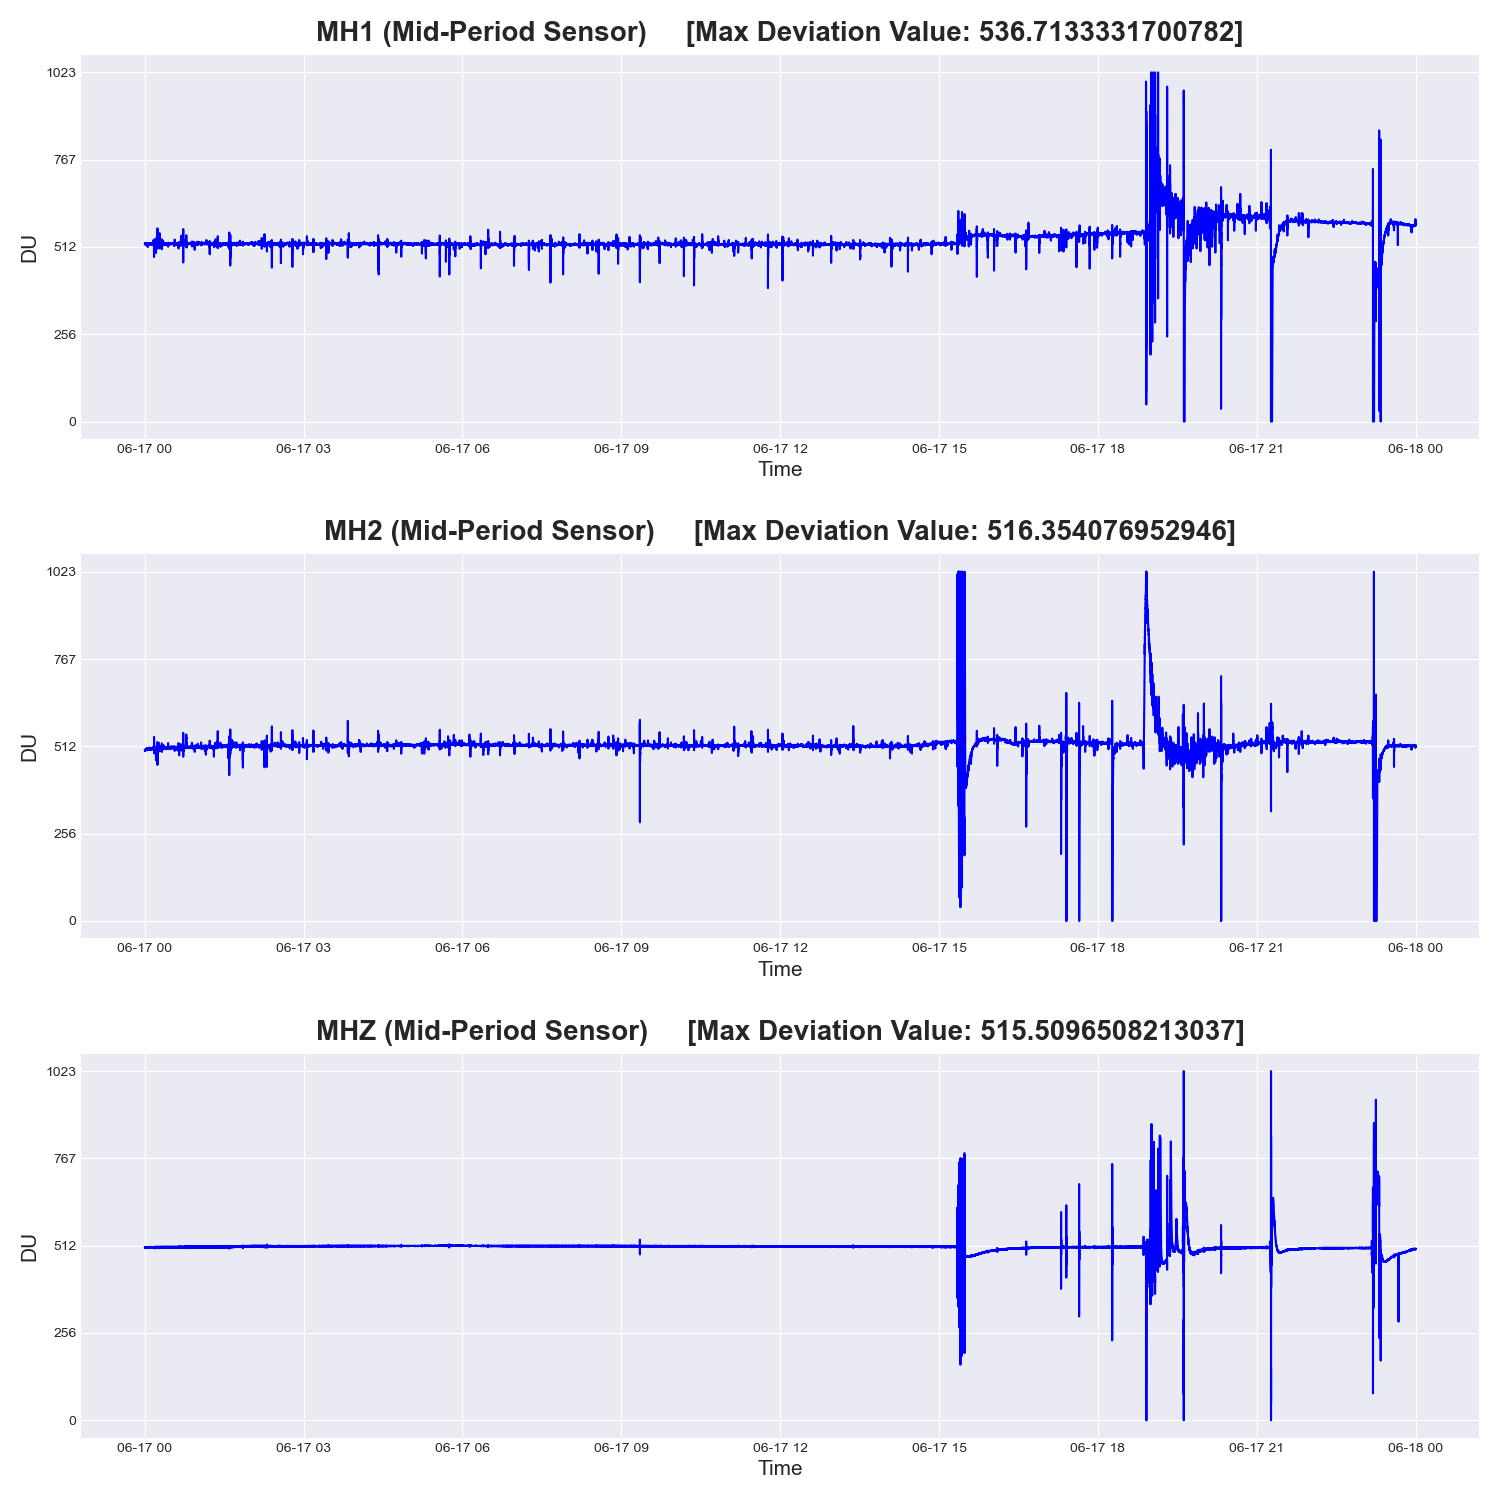 MH1 (Mid-Period Sensor) [Max Deviation Value: 536.7133331700782]
1023
767
512
256
0
DU
06-17 00 06-17 03 06-17 06 06-17 09 06-17 12 06-17 15 06-17 18 06-17 21 06-18 00
Time
MH2 (Mid-Period Sensor) [Max Deviation Value: 516.354076952946]
1023
767
512
256
0
DU
06-17 00 06-17 03 06-17 06 06-17 09 06-17 12 06-17 15 06-17 18 06-17 21 06-18 00
Time
MHZ (Mid-Period Sensor) [Max Deviation Value: 515.5096508213037]
1023
767
512
256
0
DU
06-17 00 06-17 03 06-17 06 06-17 09 06-17 12 06-17 15 06-17 18 06-17 21 06-18 00
Time